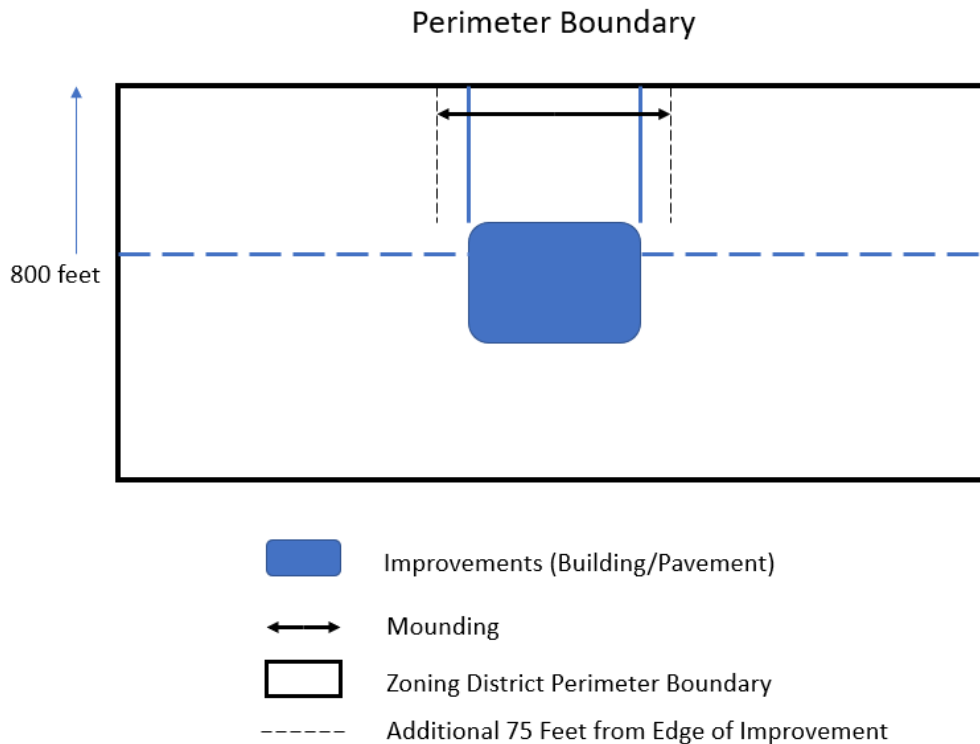 Perimeter Boundary
800 feet
Improvements (Building/Pavement)
Mounding
Zoning District Perimeter Boundary
Additional 75 Feet from Edge of Improvement